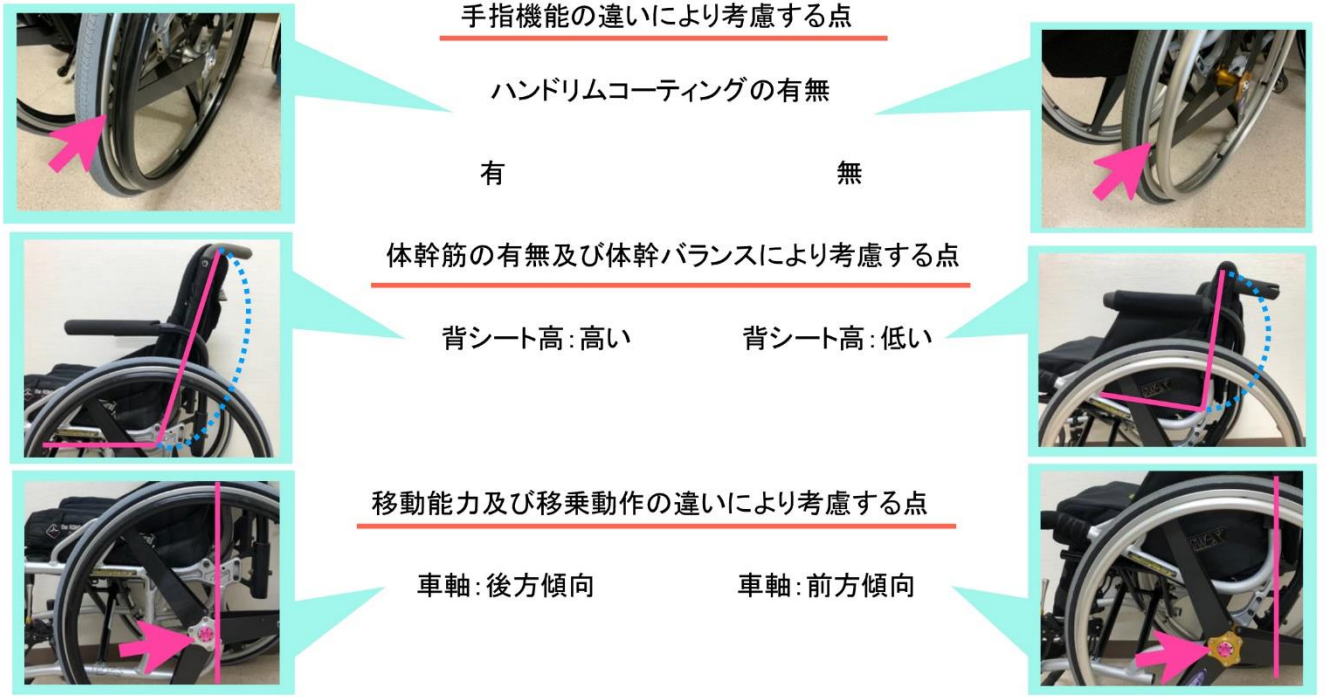 手指機能の違いにより考慮する点
ハンドリムコーティングの有無
有 無
体幹筋の有無及び体幹バランスにより考慮する点
背シート高：高い 背シート高：低い
移動能力及び移乗動作の違いにより考慮する点
車軸：後方傾向 車軸：前方傾向